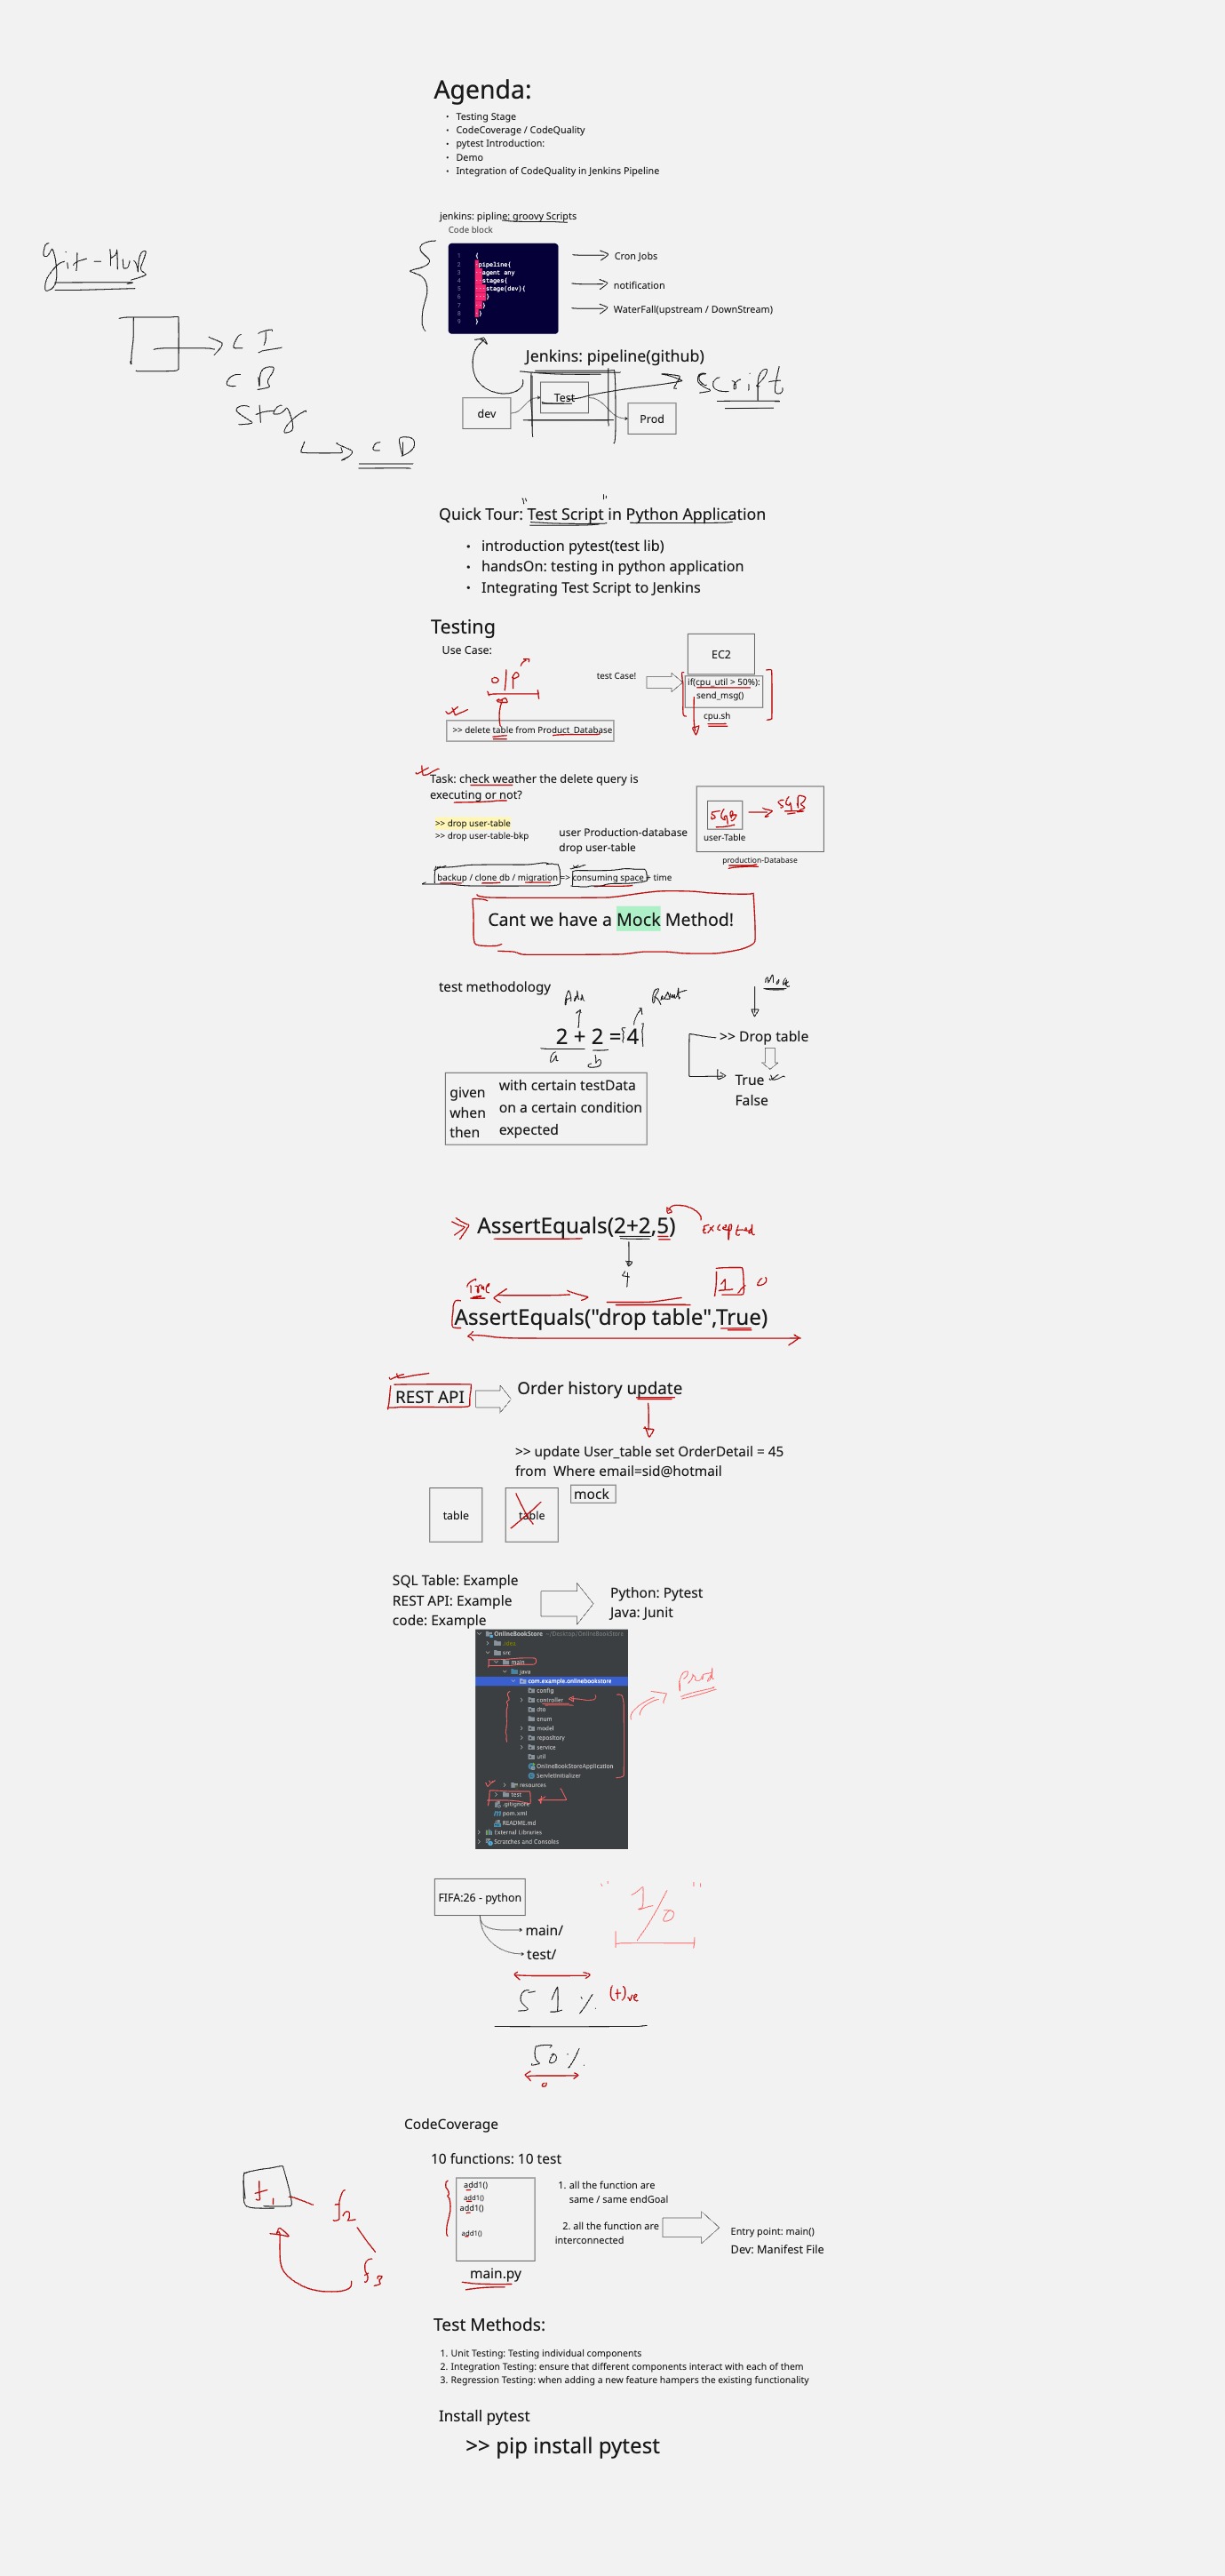 Agenda:
Testing Stage
CodeCoverage / CodeQuality
pytest Introduction:
Demo
Integration of CodeQuality in Jenkins Pipeline
jenkins: pipline: groovy Scripts
Code block
1 {
2 pipeline{
3 agent any
4 stages{
5 stage(dev){
6 }
7 }
8 }
9 }
Cron Jobs
notification
WaterFall(upstream / DownStream)
Git-HuB
C I
C B
Stg
C D
Jenkins: pipeline(github)
dev
Test
Prod
Script
Quick Tour: "Test Script" in Python Application
introduction pytest(test lib)
handsOn: testing in python application
Integrating Test Script to Jenkins
Testing
Use Case:
O/P
>> delete table from Product_Database
test Case!
EC2
if(cpu_util > 50%):
send_msg()
cpu.sh
Task: check weather the delete query is
executing or not?
>> drop user-table
>> drop user-table-bkp
user Production-database
drop user-table
5GB
5GB
user-Table
production-Database
backup / clone db / migration => consuming space + time
Cant we have a Mock Method!
test methodology
Result
2 + 2 = 4
a
b
given with certain testData
when on a certain condition
then expected
>> Drop table
True
False
AssertEquals(2+2,5)
Excepted
4
True
1
0
AssertEquals("drop table",True)
REST API
Order history update
>> update User_table set OrderDetail = 45
from Where email=sid@hotmail
table
table
mock
SQL Table: Example
REST API: Example
code: Example
Python: Pytest
Java: Junit
OnlineBookStore ~/Desktop/OnlineBookStore
.idea
src
main
java
com.example.onlinebookstore
config
controller
dto
enum
model
repository
service
util
OnlineBookStoreApplication
ServletInitializer
resources
test
.gitignore
pom.xml
README.md
External Libraries
Scratches and Consoles
Prod
FIFA:26 - python
main/
test/
" 1/0 "
51 %
(+)ve
50 %
CodeCoverage
10 functions: 10 test
add1()
add1()
add1()
add1()
main.py
1. all the function are
same / same endGoal
2. all the function are
interconnected
Entry point: main()
Dev: Manifest File
f1
f2
f3
Test Methods:
1. Unit Testing: Testing individual components
2. Integration Testing: ensure that different components interact with each of them
3. Regression Testing: when adding a new feature hampers the existing functionality
Install pytest
>> pip install pytest